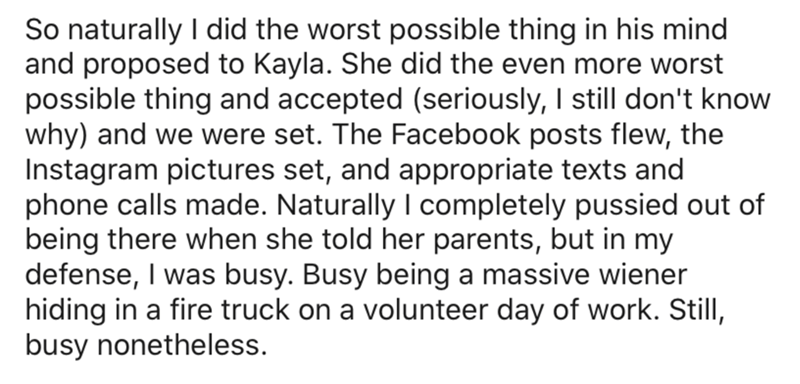 So naturally I did the worst possible thing in his mind
and proposed to Kayla. She did the even more worst
possible thing and accepted (seriously, I still don't know
why) and we were set. The Facebook posts flew, the
Instagram pictures set, and appropriate texts and
phone calls made. Naturally I completely pussied out of
being there when she told her parents, but in my
defense, I was busy. Busy being a massive wiener
hiding in a fire truck on a volunteer day of work. Still,
busy nonetheless.